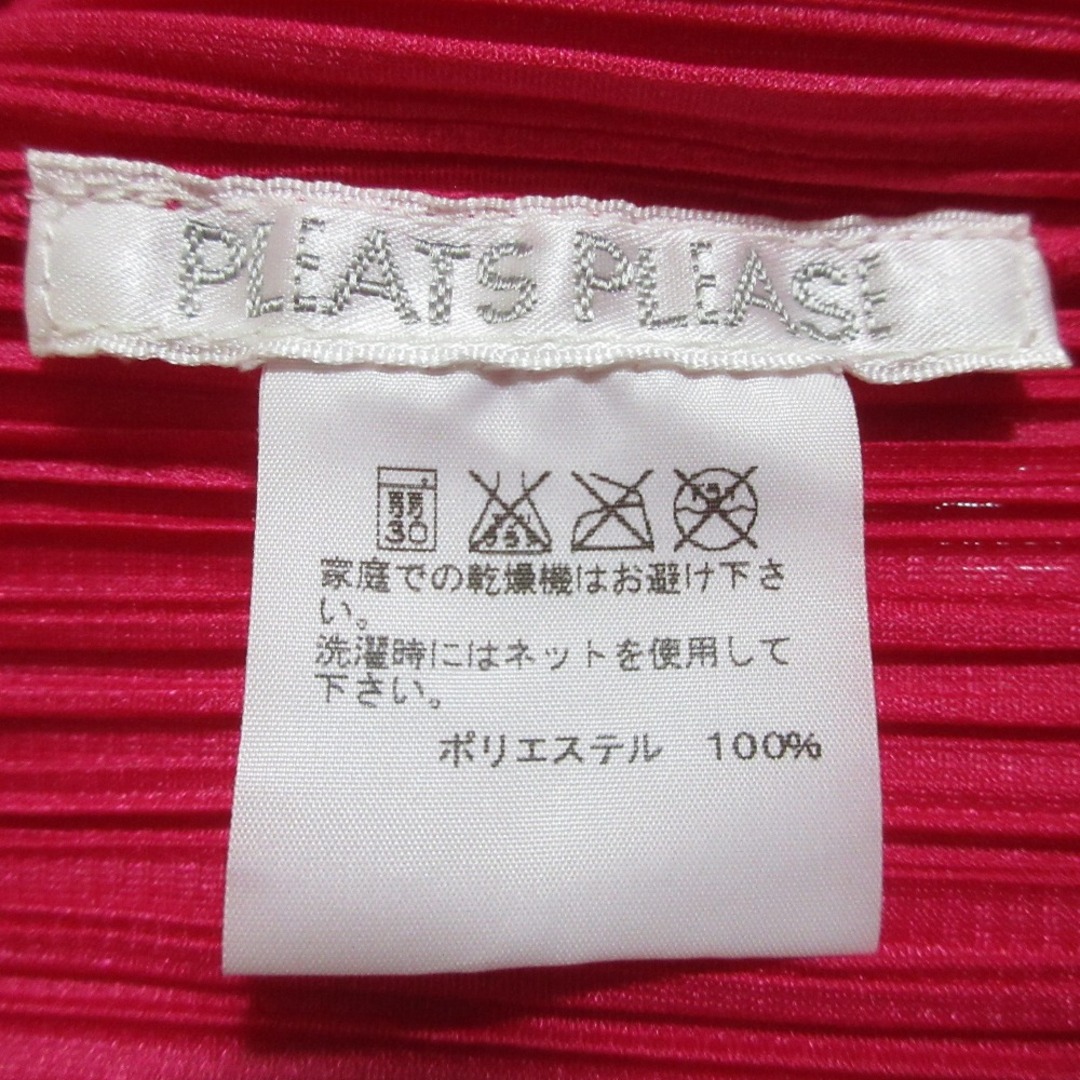 PLEATS PLEASE
弱
30
家庭での乾燥機はお避け下さ
い。
洗濯時にはネットを使用して
下さい。
ポリエステル 100%